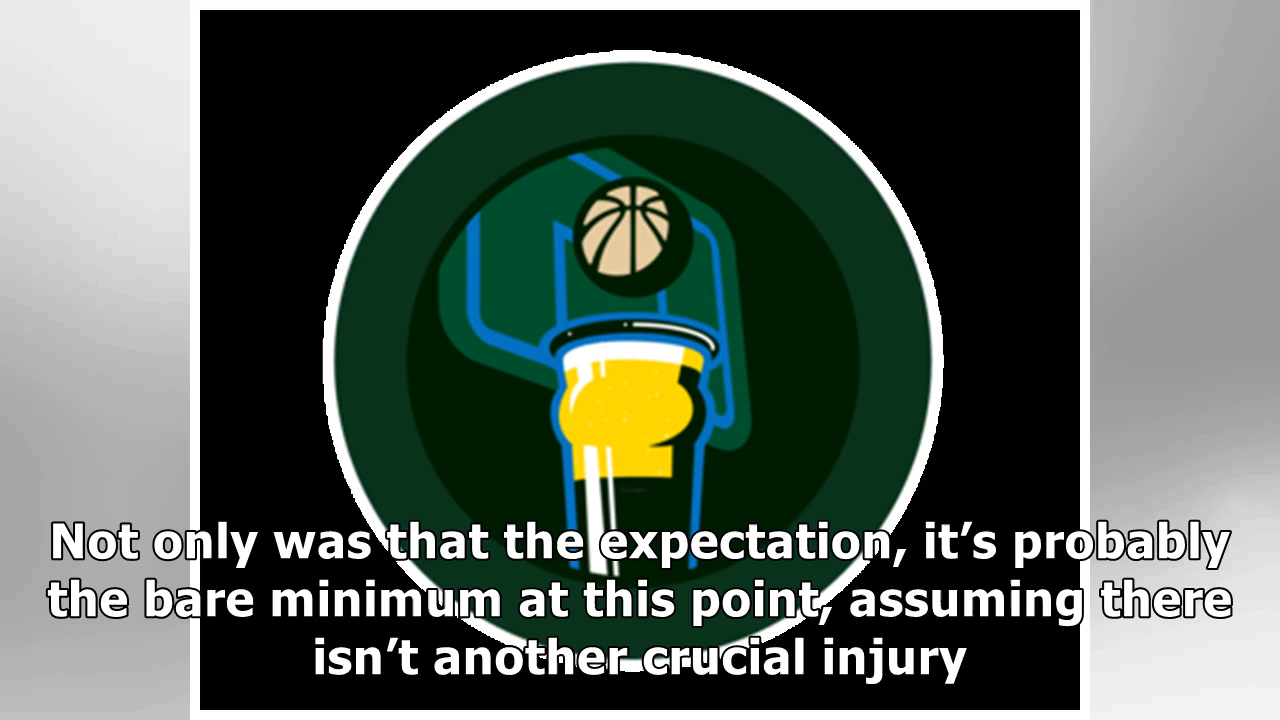 Not only was that the expectation, it’s probably
the bare minimum at this point, assuming there
isn’t another crucial injury